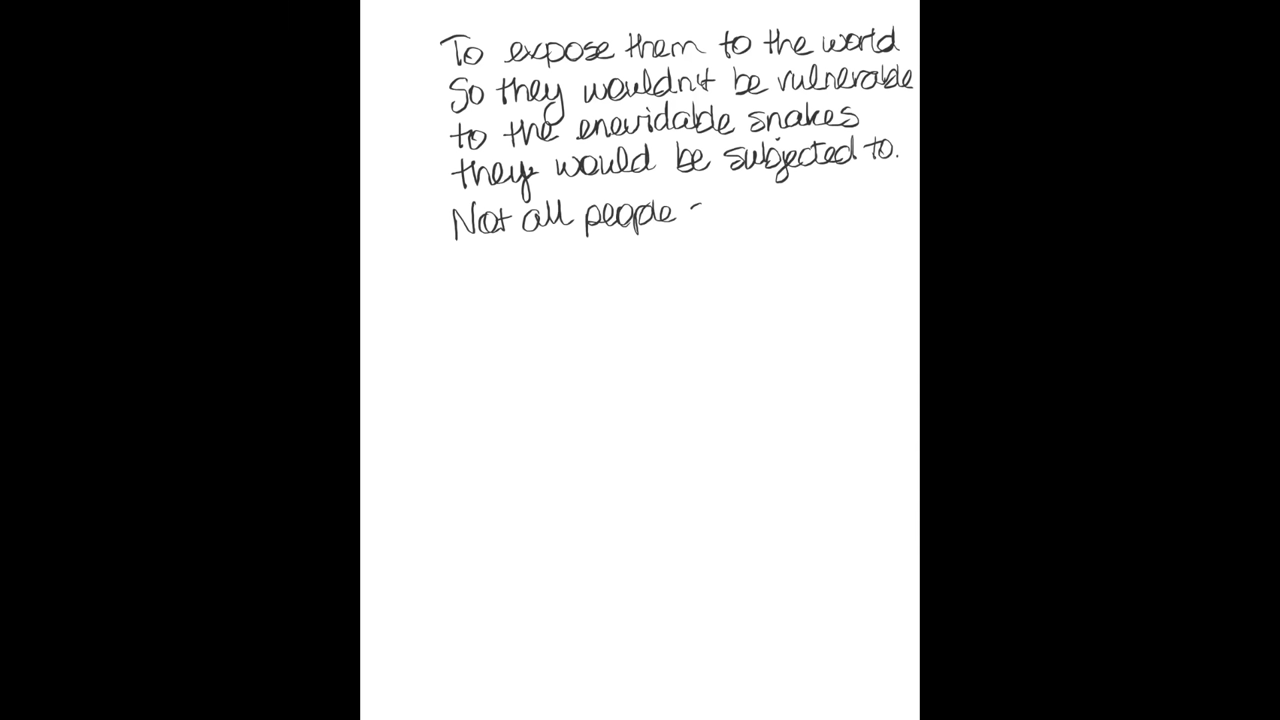 To expose them to the world
So they wouldn't be vulnerable
to the enevidable snakes
they would be subjected to.
Not all people -